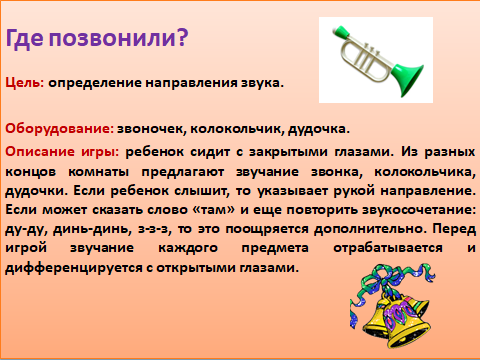 Где позвонили?
Цель: определение направления звука.
Оборудование: звоночек, колокольчик, дудочка.
Описание игры: ребенок сидит с закрытыми глазами. Из разных
концов комнаты предлагают звучание звонка, колокольчика,
дудочки. Если ребенок слышит, то указывает рукой направление.
Если может сказать слово «там» и еще повторить звукосочетание:
ду-ду, динь-динь, з-з-з, то это поощряется дополнительно. Перед
игрой звучание каждого предмета отрабатывается и
дифференцируется с открытыми глазами.